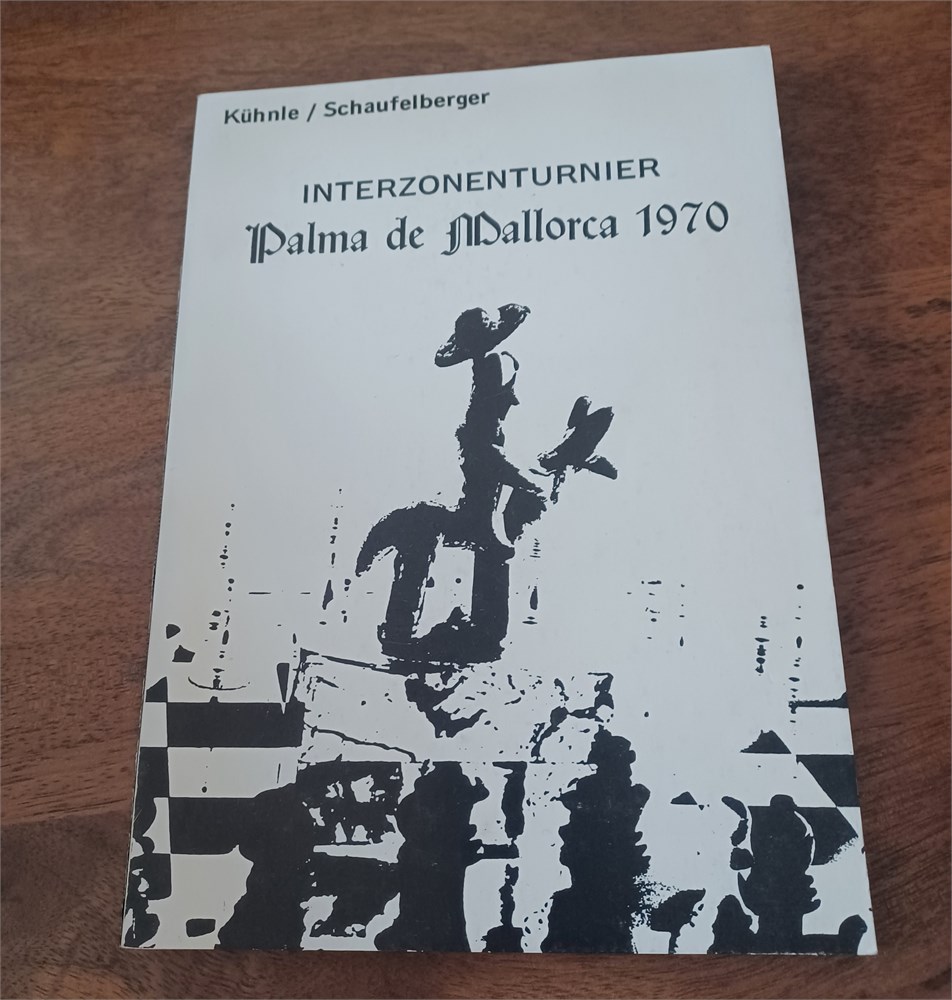 Kühnle / Schaufelberger
INTERZONENTURNIER
Palma de Mallorca 1970